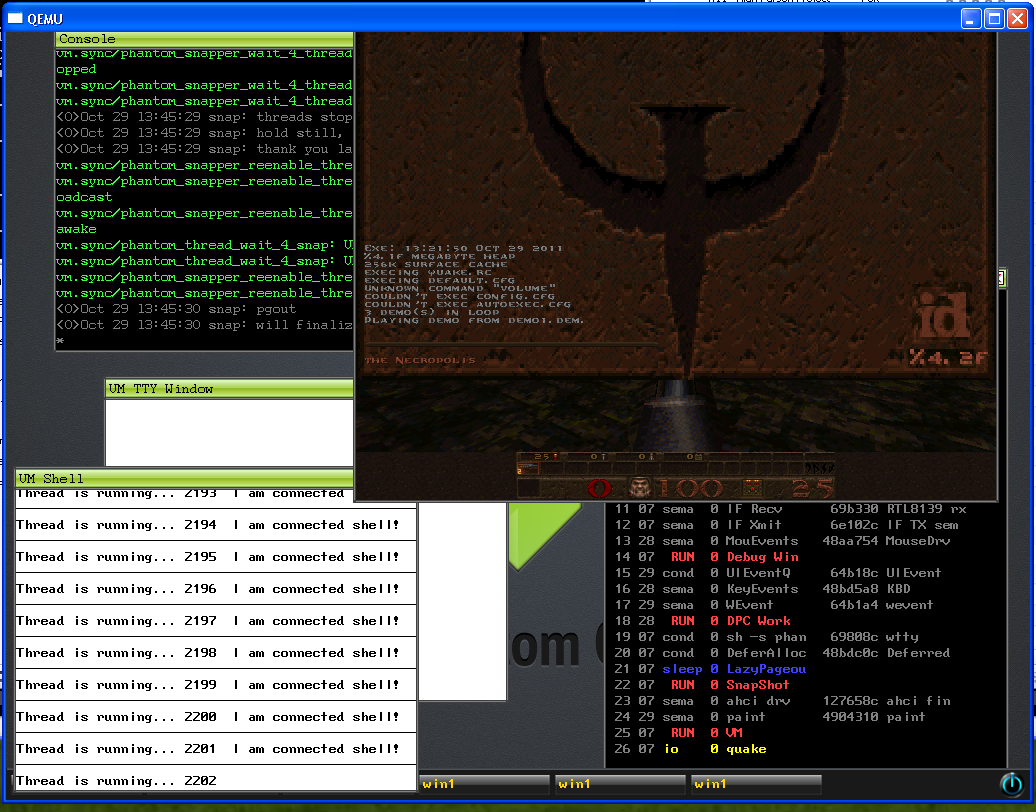 QEMU
Console
vm.sync/phantom_snapper_wait_4_thread
opped
vm.sync/phantom_snapper_wait_4_thread
vm.sync/phantom_snapper_wait_4_thread
<0>Oct 29 13:45:29 snap: threads stop
<0>Oct 29 13:45:29 snap: hold still,
<0>Oct 29 13:45:29 snap: thank you la
vm.sync/phantom_snapper_reenable_thre
vm.sync/phantom_snapper_reenable_thre
oadcast
vm.sync/phantom_snapper_reenable_thre
awake
vm.sync/phantom_thread_wait_4_snap: U
vm.sync/phantom_thread_wait_4_snap: U
vm.sync/phantom_snapper_reenable_thre
vm.sync/phantom_snapper_reenable_thre
<0>Oct 29 13:45:30 snap: pgout
<0>Oct 29 13:45:30 snap: will finaliz
*
EXE: 13:21:50 Oct 29 2011
%4.1f MEGABYTE HEAP
256K SURFACE CACHE
EXECING QUAKE.RC
EXECING DEFAULT.CFG
UNKNOWN COMMAND "VOLUME"
COULDN'T EXEC CONFIG.CFG
COULDN'T EXEC AUTOEXEC.CFG
3 DEMO(S) IN LOOP
PLAYING DEMO FROM DEMO1.DEM.
THE NECROPOLIS
id
%4.2F
25 0 0 0
0 100 25
VM TTY Window
VM Shell
Thread is running... 2193 I am connected
Thread is running... 2194 I am connected shell!
Thread is running... 2195 I am connected shell!
Thread is running... 2196 I am connected shell!
Thread is running... 2197 I am connected shell!
Thread is running... 2198 I am connected shell!
Thread is running... 2199 I am connected shell!
Thread is running... 2200 I am connected shell!
Thread is running... 2201 I am connected shell!
Thread is running... 2202
tom
11 07 sema 0 IF Recv 69b330 RTL8139 rx
12 07 sema 0 IF Xmit 6e102c IF TX sem
13 28 sema 0 MouEvents 48aa754 MouseDrv
14 07 RUN 0 Debug Win
15 29 cond 0 UIEventQ 64b18c UIEvent
16 28 sema 0 KeyEvents 48bd5a8 KBD
17 29 sema 0 WEvent 64b1a4 wevent
18 28 RUN 0 DPC Work
19 07 cond 0 sh -s phan 69808c wtty
20 07 cond 0 DeferAlloc 48bdc0c Deferred
21 07 sleep 0 LazyPageou
22 07 RUN 0 SnapShot
23 07 sema 0 ahci drv 127658c ahci fin
24 29 sema 0 paint 4904310 paint
25 07 RUN 0 VM
26 07 io 0 quake
win1
win1
win1